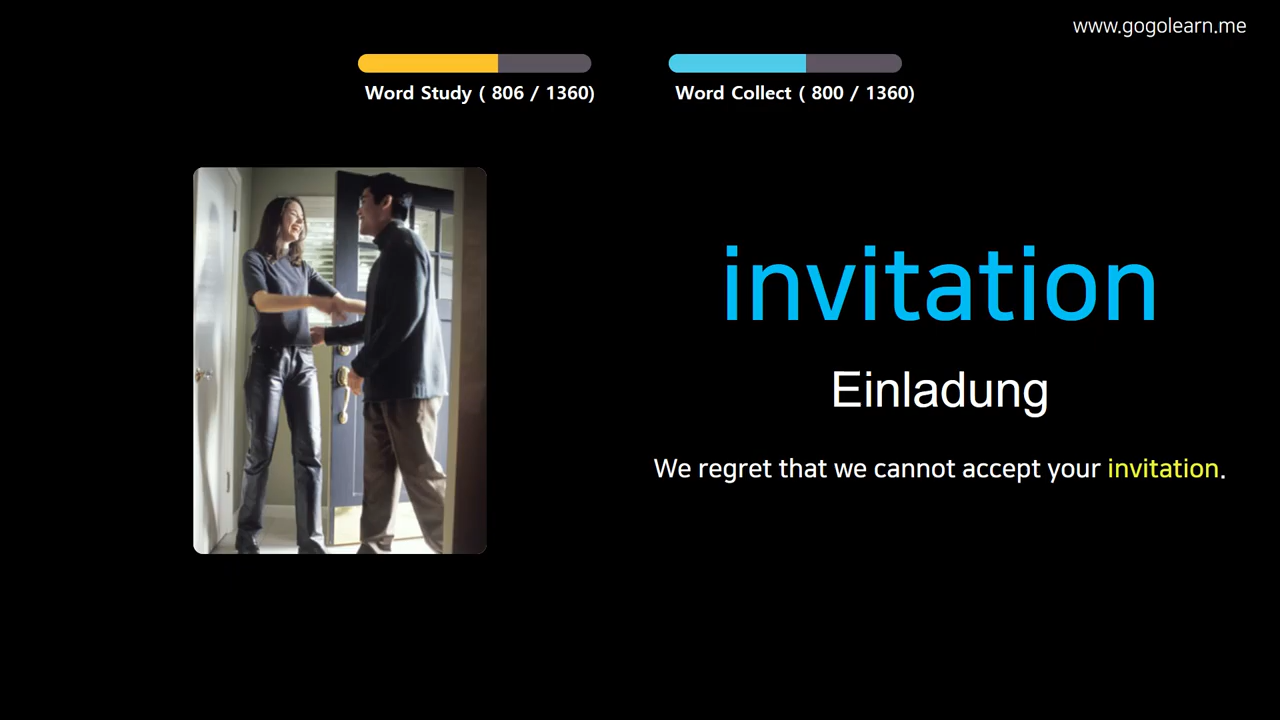 www.gogolearn.me
Word Study ( 806 / 1360)
Word Collect ( 800 / 1360)
invitation
Einladung
We regret that we cannot accept your invitation.